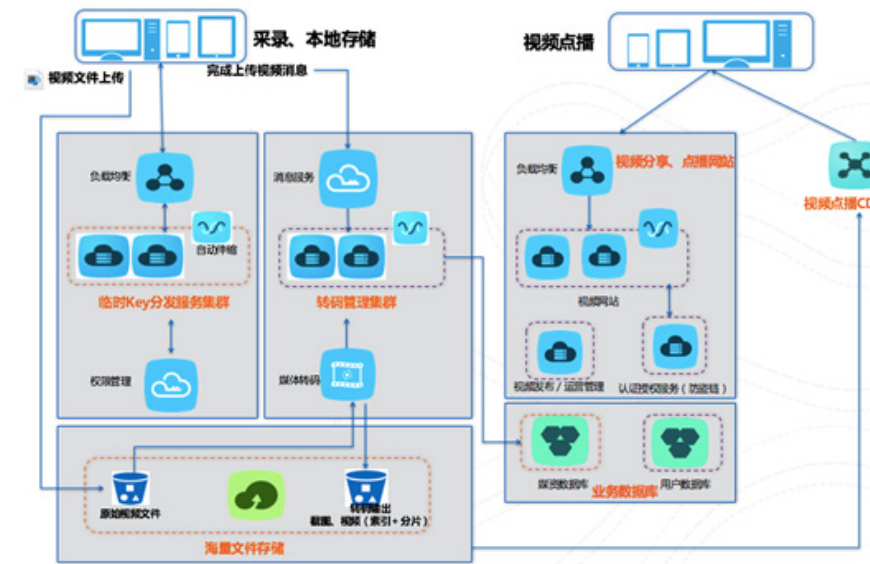 采录、本地存储
视频点播
视频文件上传
完成上传视频消息
负载均衡
自动伸缩
临时Key分发服务集群
权限管理
消息服务
转码管理集群
媒体转码
负载均衡
视频分享、点播网站
视频网站
视频发布/运营管理
认证授权服务(防盗链)
视频点播CD
原始视频文件
转码输出
截图、视频(索引+分片)
海量文件存储
媒资数据库
业务数据库
用户数据库